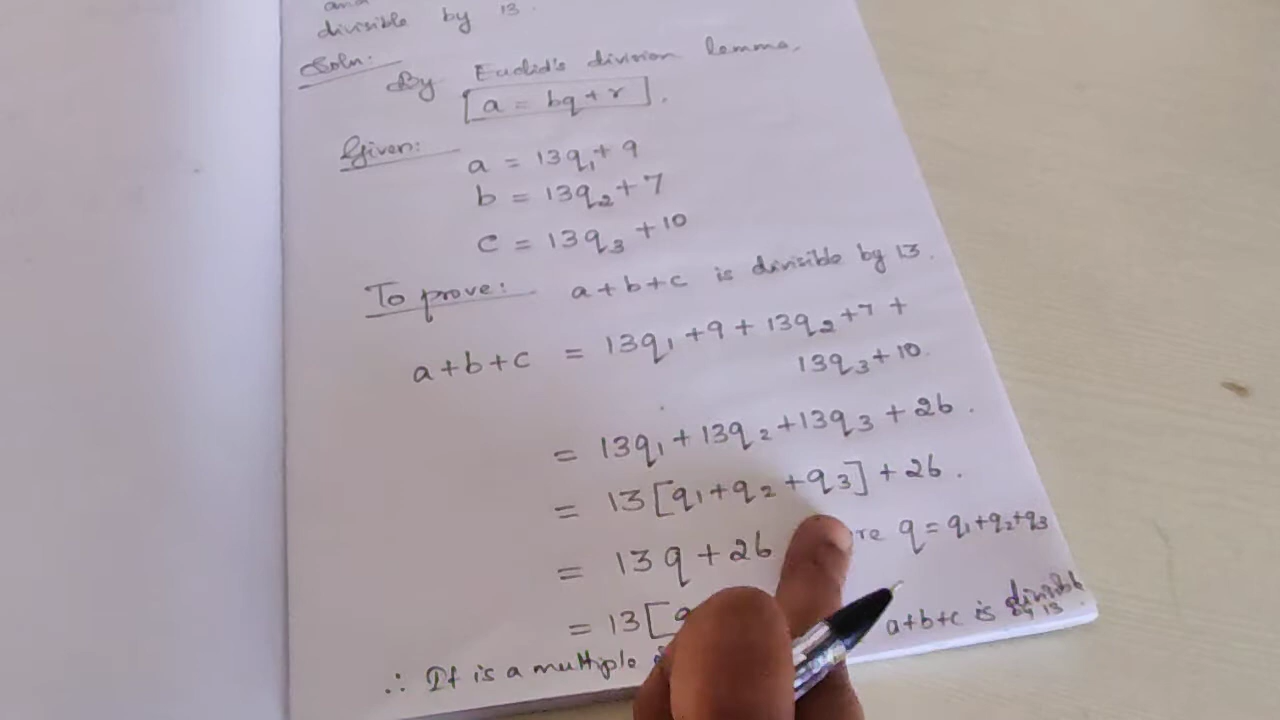 and
divisible by 13.
Soln:
By Euclid's division lemma,
a = bq + r.
Given:
a = 13q₁ + 9
b = 13q₂ + 7
c = 13q₃ + 10
To prove: a+b+c is divisible by 13.
a+b+c = 13q₁ + 9 + 13q₂ + 7 +
13q₃ + 10.
= 13q₁ + 13q₂ + 13q₃ + 26.
= 13[q₁+q₂+q₃] + 26.
= 13q + 26 q = q₁+q₂+q₃
= 13[
∴ It is a multiple a+b+c is divisible
by 13.